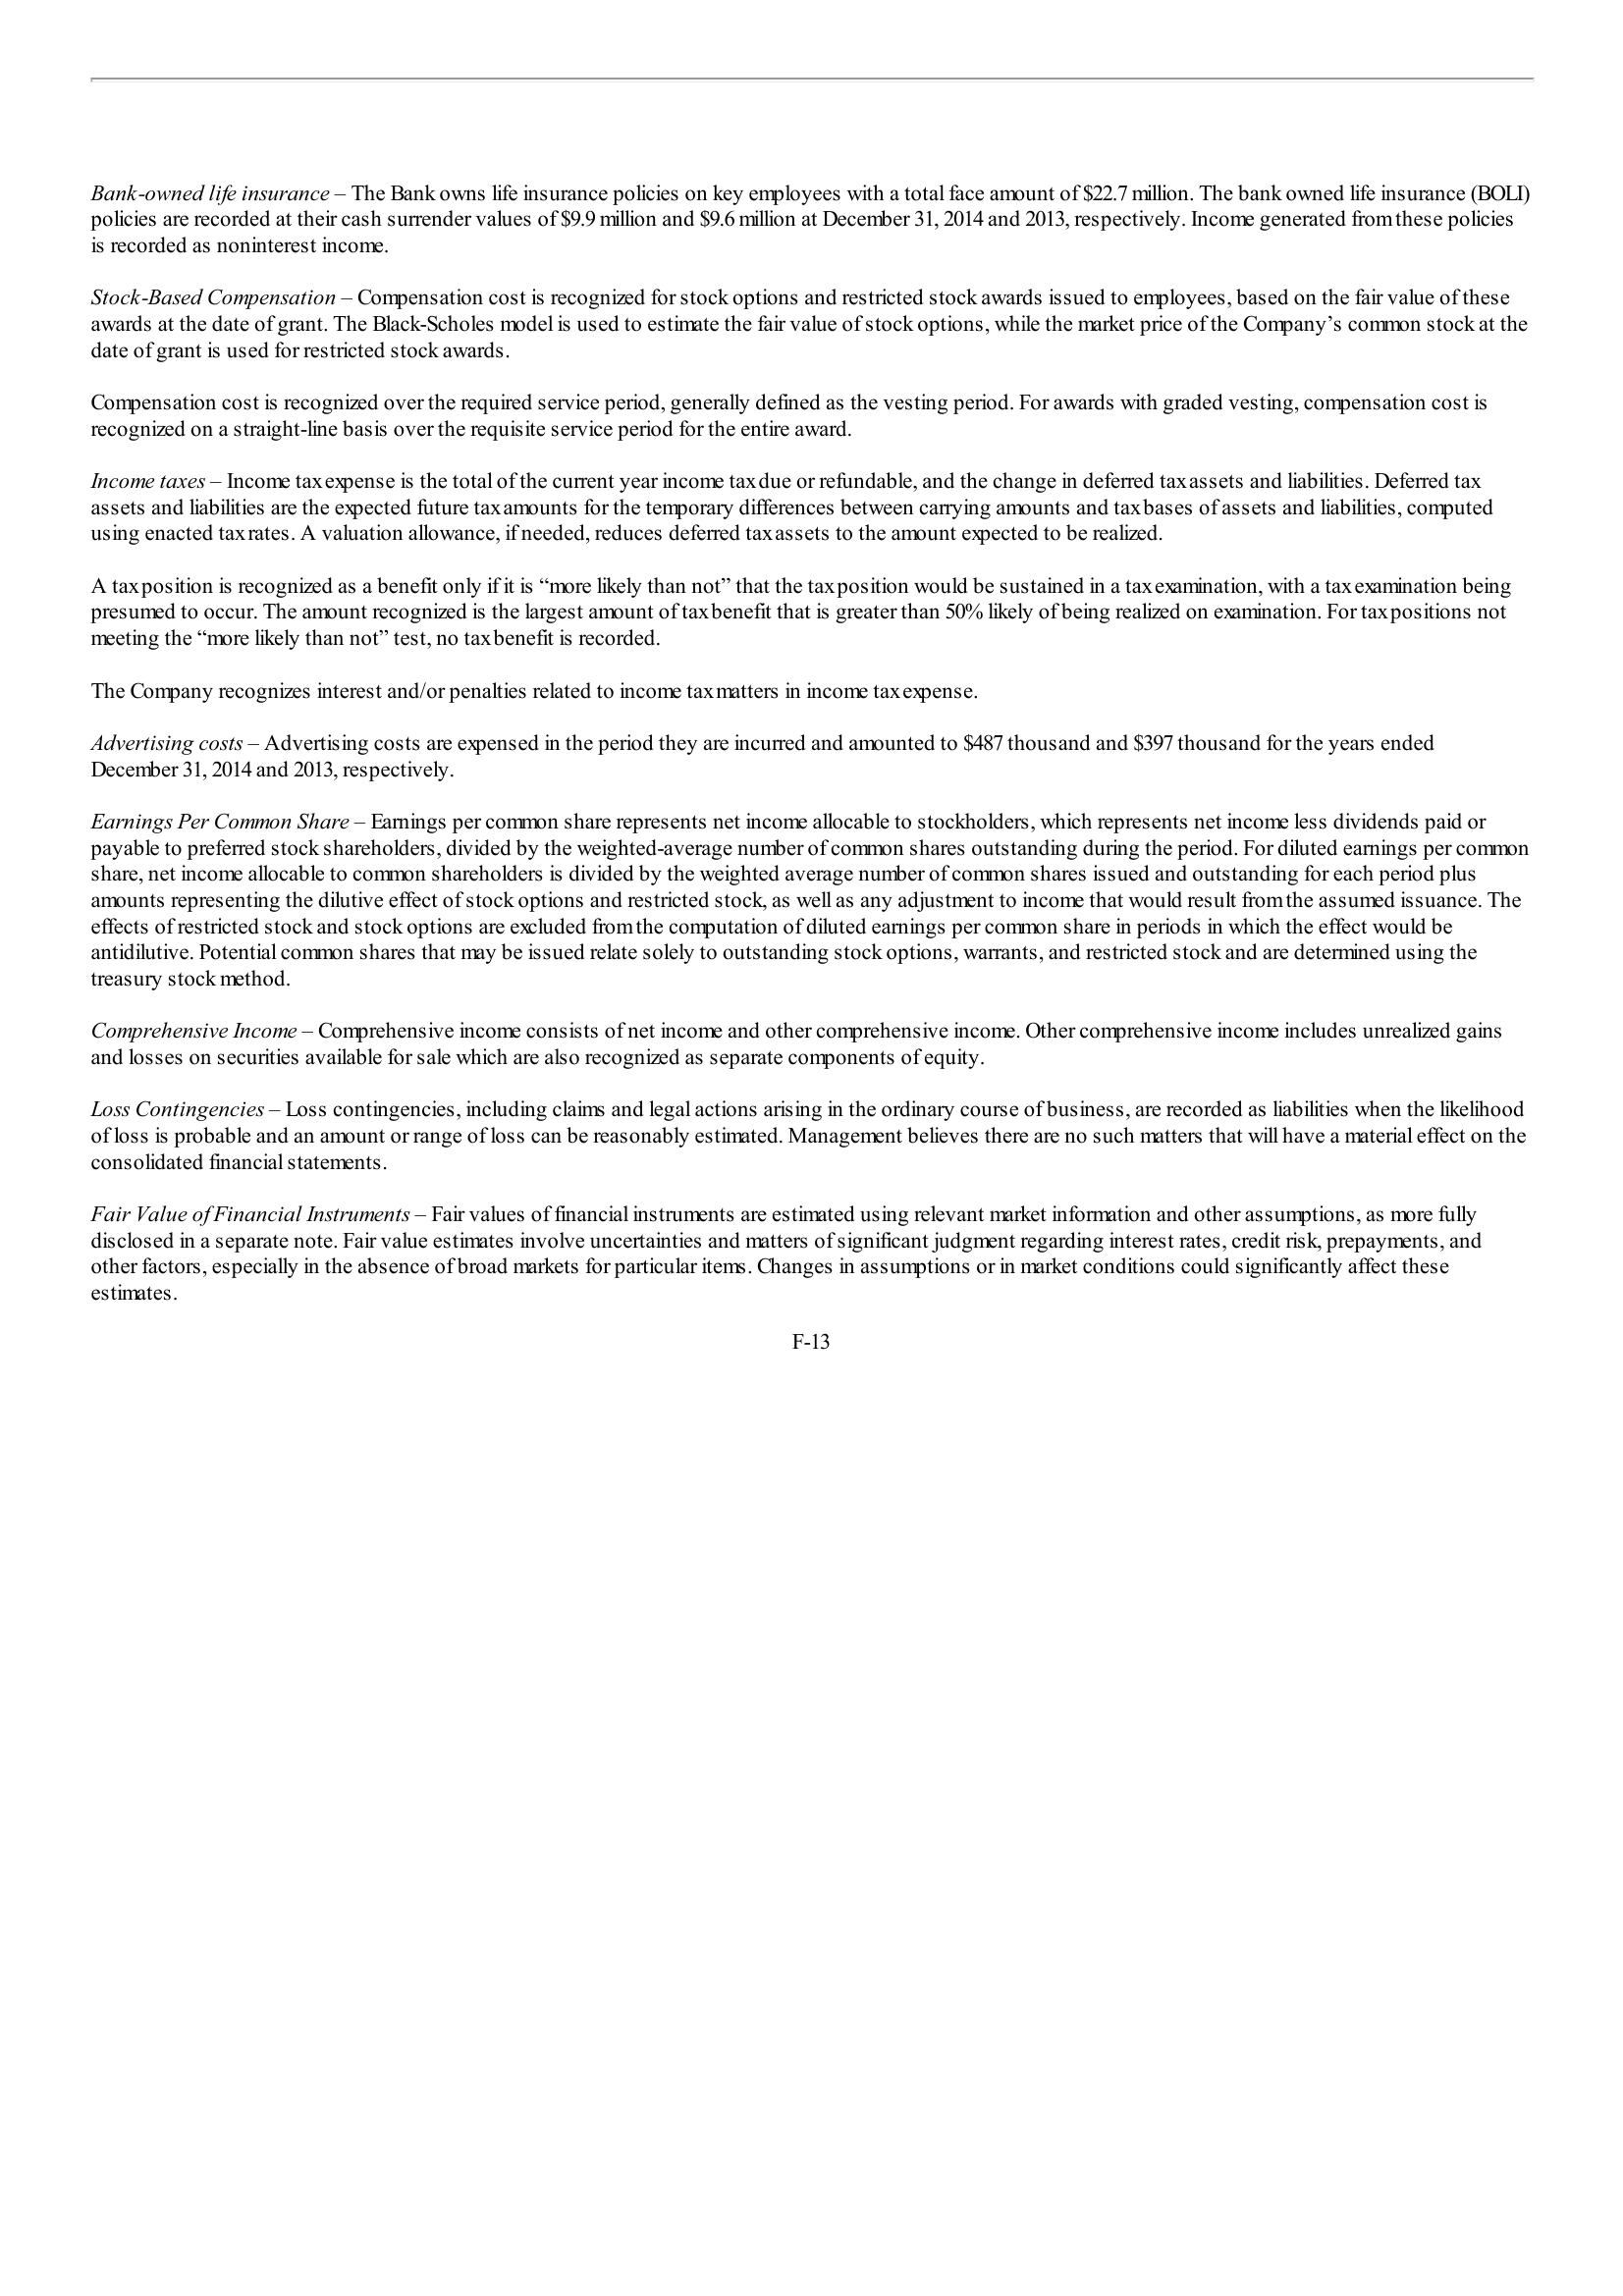 Bank-owned life insurance – The Bank owns life insurance policies on key employees with a total face amount of $22.7 million. The bank owned life insurance (BOLI)
policies are recorded at their cash surrender values of $9.9 million and $9.6 million at December 31, 2014 and 2013, respectively. Income generated from these policies
is recorded as noninterest income.
Stock-Based Compensation – Compensation cost is recognized for stock options and restricted stock awards issued to employees, based on the fair value of these
awards at the date of grant. The Black-Scholes model is used to estimate the fair value of stock options, while the market price of the Company’s common stock at the
date of grant is used for restricted stock awards.
Compensation cost is recognized over the required service period, generally defined as the vesting period. For awards with graded vesting, compensation cost is
recognized on a straight-line basis over the requisite service period for the entire award.
Income taxes – Income tax expense is the total of the current year income tax due or refundable, and the change in deferred tax assets and liabilities. Deferred tax
assets and liabilities are the expected future tax amounts for the temporary differences between carrying amounts and tax bases of assets and liabilities, computed
using enacted tax rates. A valuation allowance, if needed, reduces deferred tax assets to the amount expected to be realized.
A tax position is recognized as a benefit only if it is “more likely than not” that the tax position would be sustained in a tax examination, with a tax examination being
presumed to occur. The amount recognized is the largest amount of tax benefit that is greater than 50% likely of being realized on examination. For tax positions not
meeting the “more likely than not” test, no tax benefit is recorded.
The Company recognizes interest and/or penalties related to income tax matters in income tax expense.
Advertising costs – Advertising costs are expensed in the period they are incurred and amounted to $487 thousand and $397 thousand for the years ended
December 31, 2014 and 2013, respectively.
Earnings Per Common Share – Earnings per common share represents net income allocable to stockholders, which represents net income less dividends paid or
payable to preferred stock shareholders, divided by the weighted-average number of common shares outstanding during the period. For diluted earnings per common
share, net income allocable to common shareholders is divided by the weighted average number of common shares issued and outstanding for each period plus
amounts representing the dilutive effect of stock options and restricted stock, as well as any adjustment to income that would result from the assumed issuance. The
effects of restricted stock and stock options are excluded from the computation of diluted earnings per common share in periods in which the effect would be
antidilutive. Potential common shares that may be issued relate solely to outstanding stock options, warrants, and restricted stock and are determined using the
treasury stock method.
Comprehensive Income – Comprehensive income consists of net income and other comprehensive income. Other comprehensive income includes unrealized gains
and losses on securities available for sale which are also recognized as separate components of equity.
Loss Contingencies – Loss contingencies, including claims and legal actions arising in the ordinary course of business, are recorded as liabilities when the likelihood
of loss is probable and an amount or range of loss can be reasonably estimated. Management believes there are no such matters that will have a material effect on the
consolidated financial statements.
Fair Value of Financial Instruments – Fair values of financial instruments are estimated using relevant market information and other assumptions, as more fully
disclosed in a separate note. Fair value estimates involve uncertainties and matters of significant judgment regarding interest rates, credit risk, prepayments, and
other factors, especially in the absence of broad markets for particular items. Changes in assumptions or in market conditions could significantly affect these
estimates.
F-13